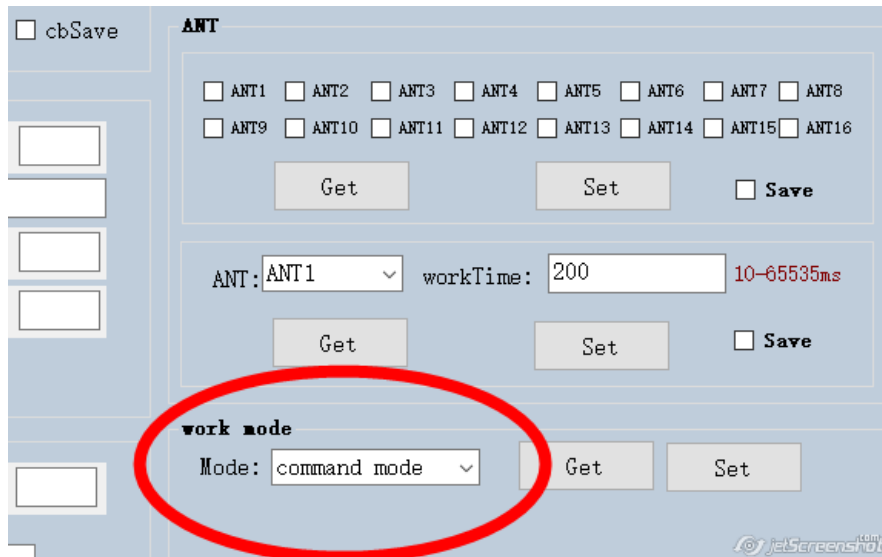 cbSave
ANT
ANT1 ANT2 ANT3 ANT4 ANT5 ANT6 ANT7 ANT8
ANT9 ANT10 ANT11 ANT12 ANT13 ANT14 ANT15 ANT16
Get Set Save
ANT: ANT1 workTime: 200 10-65535ms
Get Set Save
work mode
Mode: command mode Get Set
jetScreenshot.com